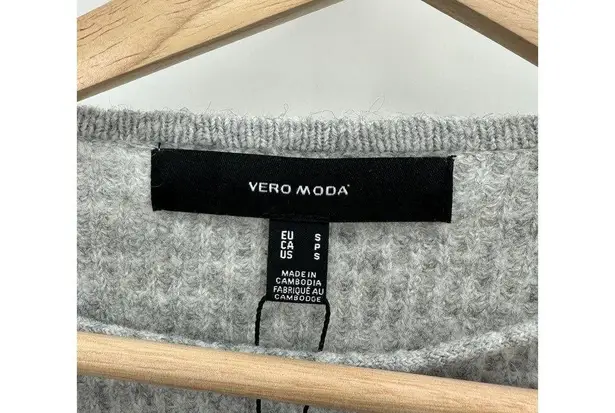 VERO MODA
EU S
CA P
US S
MADE IN
CAMBODIA
FABRIQUÉ AU
CAMBODGE